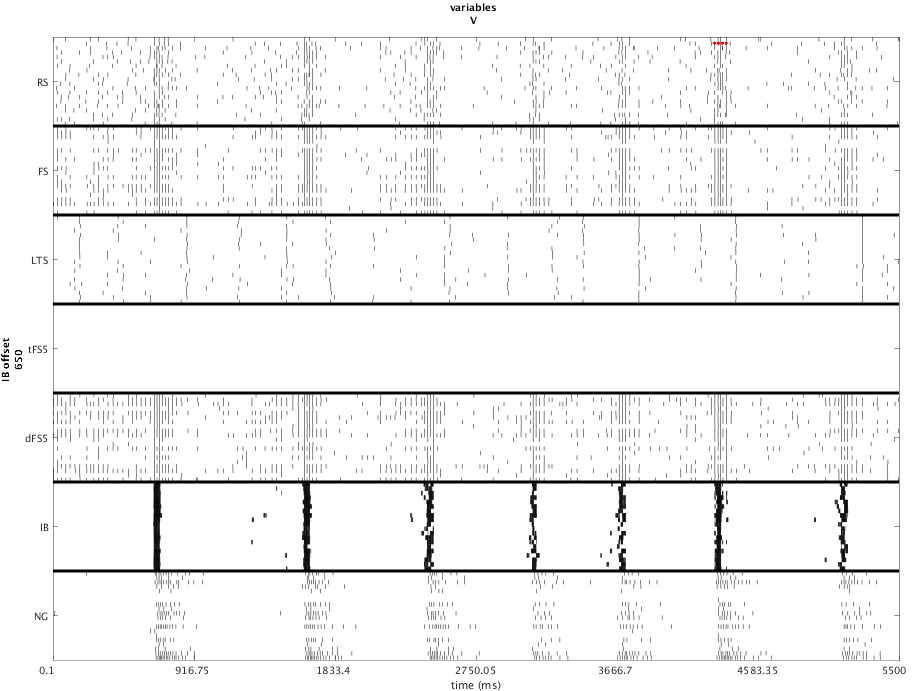 variables
V
RS
FS
LTS
tFS5
dFS5
IB
NG
IB offset
650
0.1 916.75 1833.4 2750.05 3666.7 4583.35 5500
time (ms)